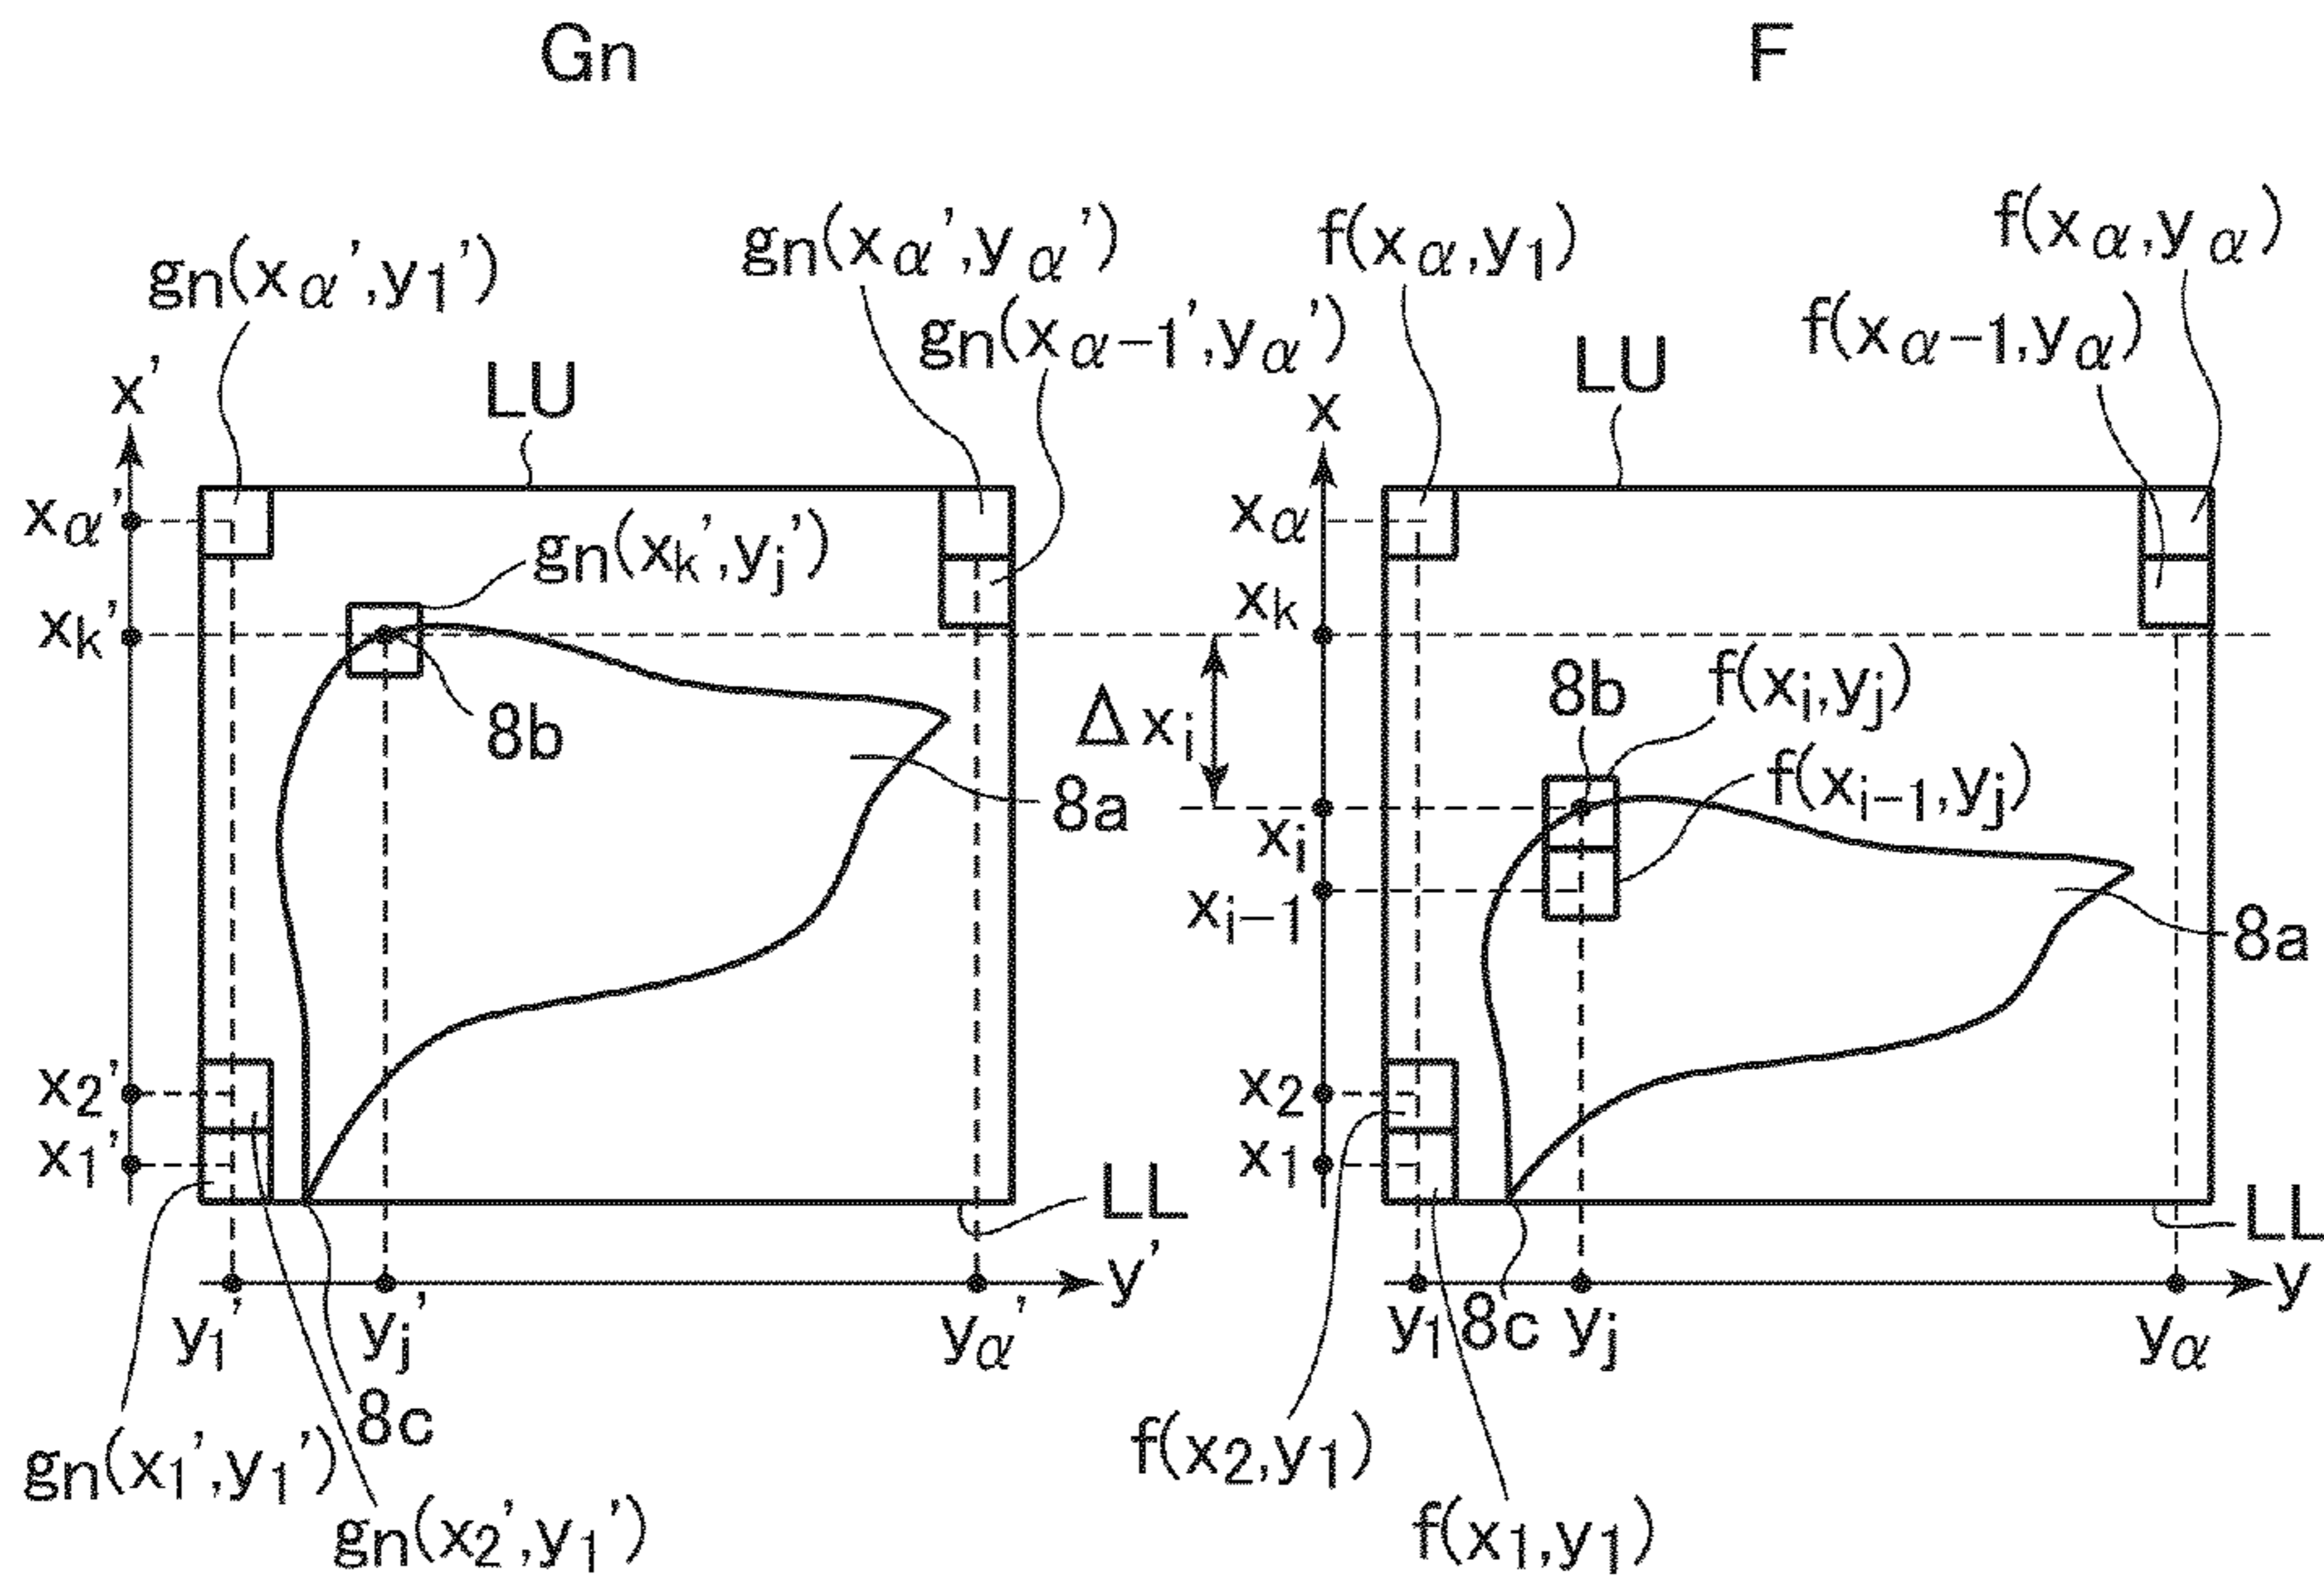 Gn
F
gn(xα',y1')
gn(xα',yα')
gn(xα-1',yα')
f(xα,y1)
f(xα,yα)
f(xα-1,yα)
x'
LU
x
LU
xα'
gn(xk',yj')
xα
xk'
xk
8b
Δxi
8b
f(xi,yj)
f(xi-1,yj)
8a
xi
xi-1
8a
x2'
x2
x1'
x1
LL
LL
y'
y
y1'
yj'
yα'
y1
8c
yj
yα
8c
gn(x1',y1')
f(x2,y1)
gn(x2',y1')
f(x1,y1)